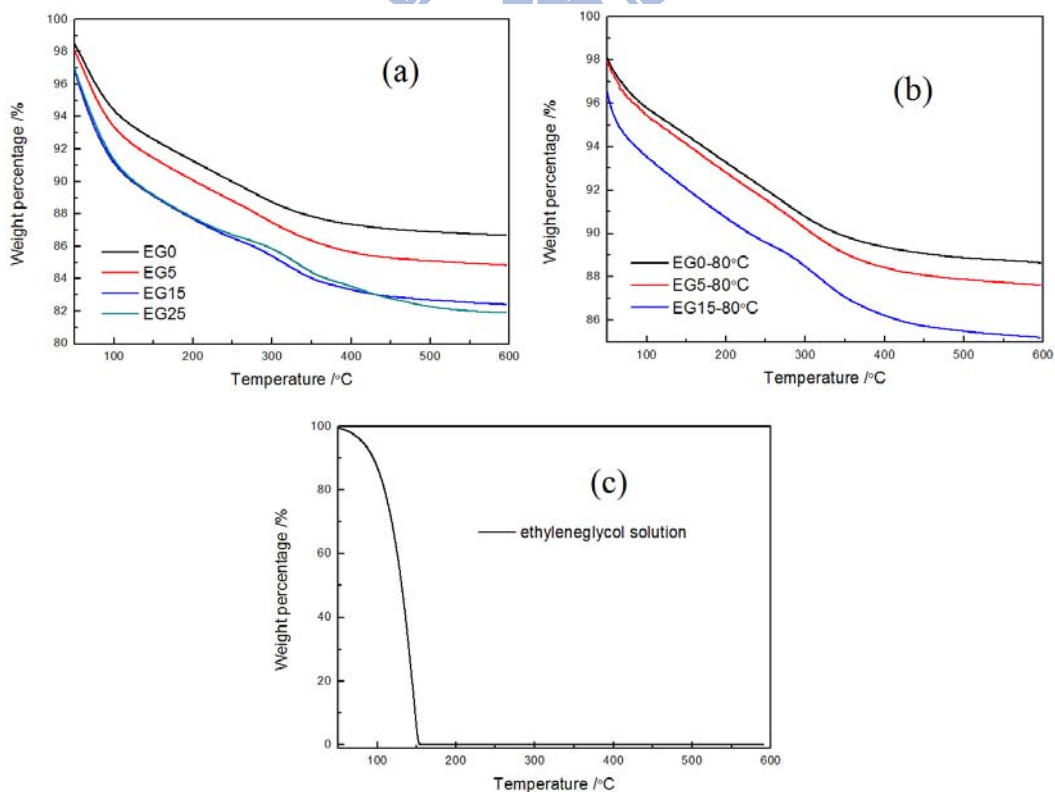 (a)
Weight percentage /%
100
98
96
94
92
90
88
86
84
82
80
EG0
EG5
EG15
EG25
100 200 300 400 500 600
Temperature /°C
(b)
Weight percentage /%
100
98
96
94
92
90
88
86
EG0-80°C
EG5-80°C
EG15-80°C
100 200 300 400 500 600
Temperature /°C
(c)
Weight percentage /%
100
80
60
40
20
0
ethyleneglycol solution
100 200 300 400 500 600
Temperature /°C